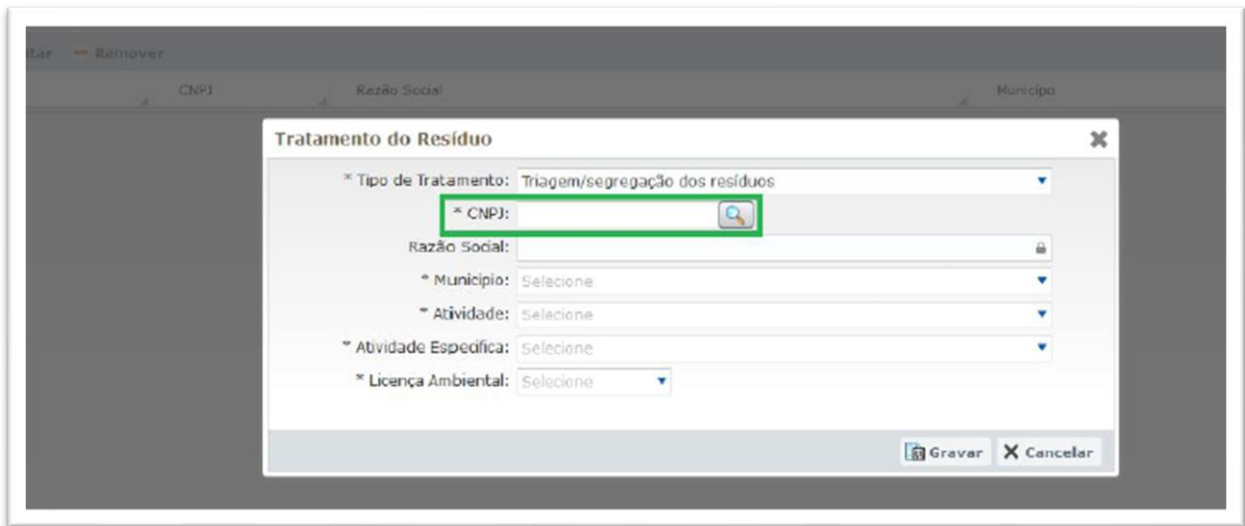 itar Remover
CNPJ Razão Social Municipo
Tratamento do Resíduo
* Tipo de Tratamento: Triagem/segregação dos resíduos
* CNPJ:
Razão Social:
* Municipio: Selecione
* Atividade: Selecione
* Atividade Especifica: Selecione
* Licença Ambiental: Selecione
Gravar Cancelar